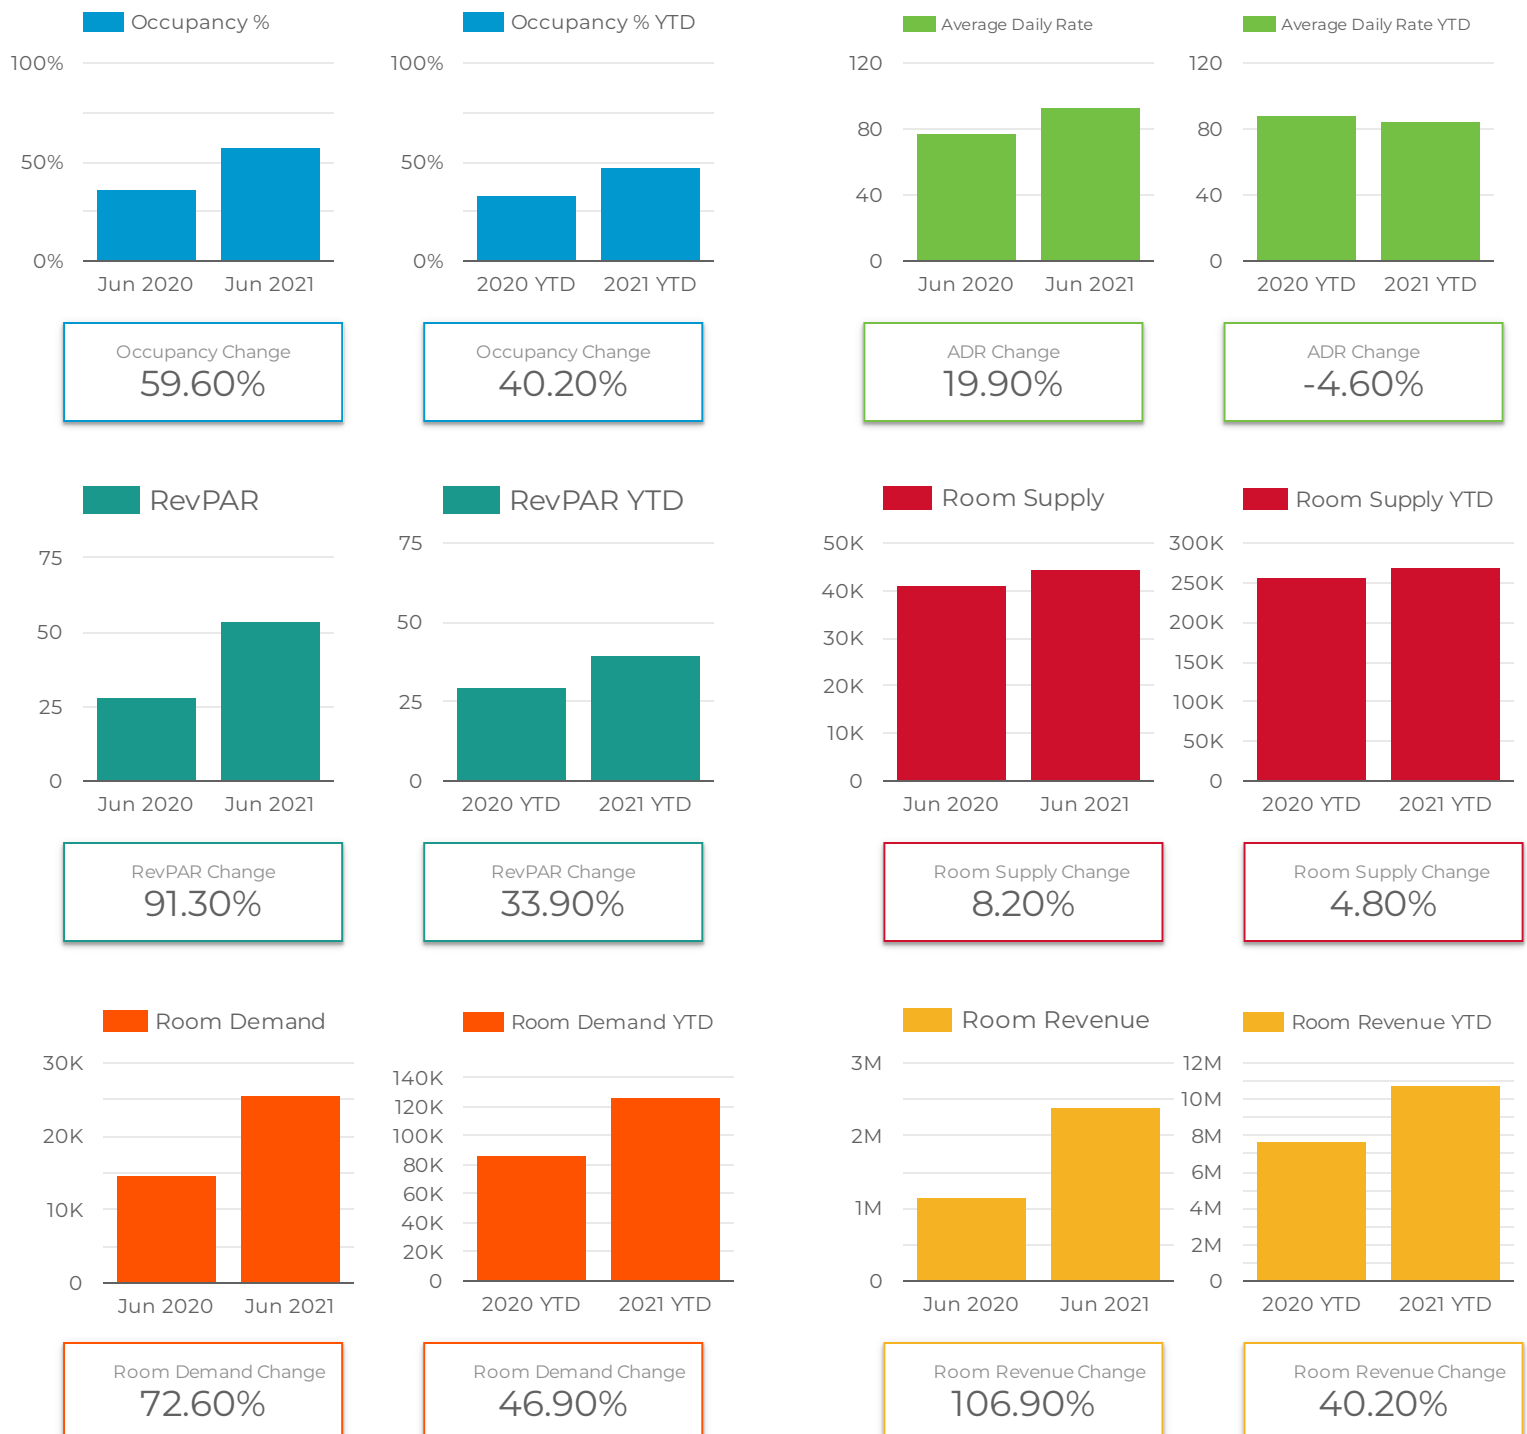 Occupancy %
100%
50%
0%
Jun 2020 Jun 2021
Occupancy Change
59.60%
Occupancy % YTD
100%
50%
0%
2020 YTD 2021 YTD
Occupancy Change
40.20%
Average Daily Rate
120
80
40
0
Jun 2020 Jun 2021
ADR Change
19.90%
Average Daily Rate YTD
120
80
40
0
2020 YTD 2021 YTD
ADR Change
-4.60%
RevPAR
75
50
25
0
Jun 2020 Jun 2021
RevPAR Change
91.30%
RevPAR YTD
75
50
25
0
2020 YTD 2021 YTD
RevPAR Change
33.90%
Room Supply
50K
40K
30K
20K
10K
0
Jun 2020 Jun 2021
Room Supply Change
8.20%
Room Supply YTD
300K
250K
200K
150K
100K
50K
0
2020 YTD 2021 YTD
Room Supply Change
4.80%
Room Demand
30K
20K
10K
0
Jun 2020 Jun 2021
Room Demand Change
72.60%
Room Demand YTD
140K
120K
100K
80K
60K
40K
20K
0
2020 YTD 2021 YTD
Room Demand Change
46.90%
Room Revenue
3M
2M
1M
0
Jun 2020 Jun 2021
Room Revenue Change
106.90%
Room Revenue YTD
12M
10M
8M
6M
4M
2M
0
2020 YTD 2021 YTD
Room Revenue Change
40.20%